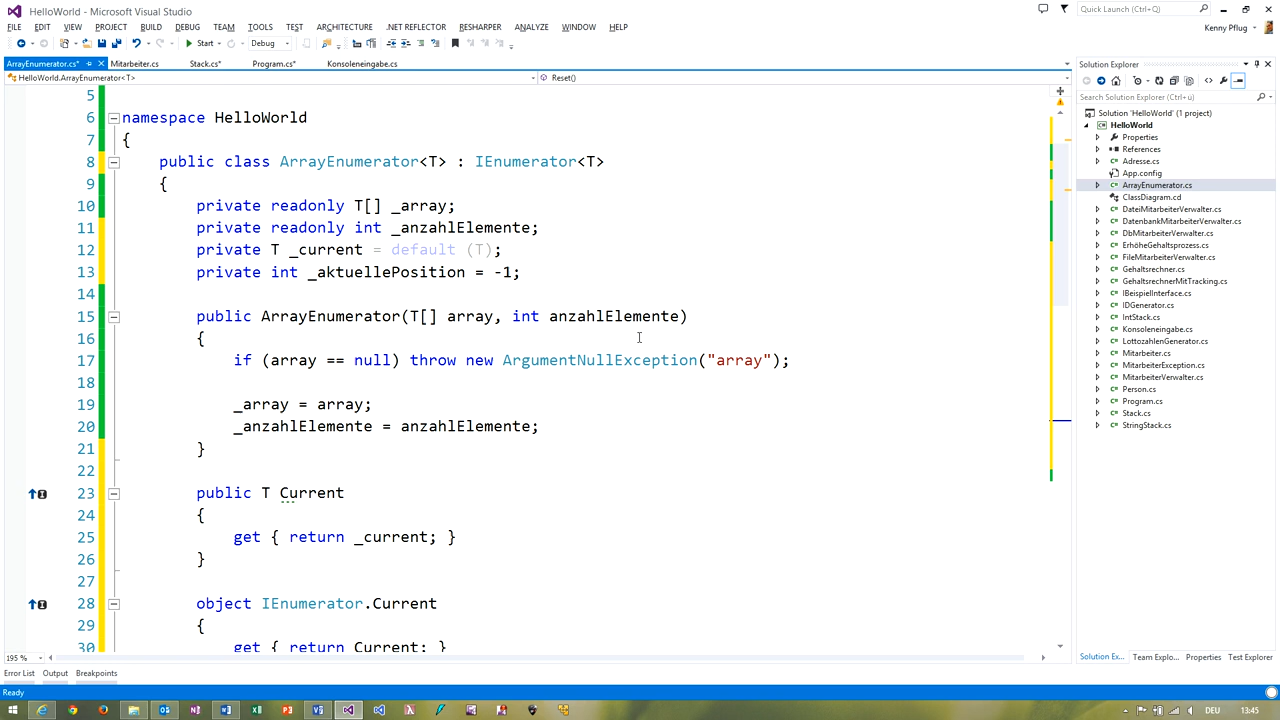 HelloWorld - Microsoft Visual Studio
Quick Launch (Ctrl+Q)
FILE EDIT VIEW PROJECT BUILD DEBUG TEAM TOOLS TEST ARCHITECTURE .NET REFLECTOR RESHARPER ANALYZE WINDOW HELP
Kenny Pflug
Start Debug
ArrayEnumerator.cs* Mitarbeiter.cs Stack.cs* Program.cs* Konsoleneingabe.cs
HelloWorld.ArrayEnumerator<T> Reset()
5
6 namespace HelloWorld
7 {
8 public class ArrayEnumerator<T> : IEnumerator<T>
9 {
10 private readonly T[] _array;
11 private readonly int _anzahlElemente;
12 private T _current = default (T);
13 private int _aktuellePosition = -1;
14
15 public ArrayEnumerator(T[] array, int anzahlElemente)
16 {
17 if (array == null) throw new ArgumentNullException("array");
18
19 _array = array;
20 _anzahlElemente = anzahlElemente;
21 }
22
23 public T Current
24 {
25 get { return _current; }
26 }
27
28 object IEnumerator.Current
29 {
30 get { return Current; }
195 %
Solution Explorer
Search Solution Explorer (Ctrl+ü)
Solution 'HelloWorld' (1 project)
HelloWorld
Properties
References
Adresse.cs
App.config
ArrayEnumerator.cs
ClassDiagram.cd
DateiMitarbeiterVerwalter.cs
DatenbankMitarbeiterVerwalter.cs
DbMitarbeiterVerwalter.cs
ErhöheGehaltsprozess.cs
FileMitarbeiterVerwalter.cs
Gehaltsrechner.cs
GehaltsrechnerMitTracking.cs
IBeispielInterface.cs
IDGenerator.cs
IntStack.cs
Konsoleneingabe.cs
LottozahlenGenerator.cs
Mitarbeiter.cs
MitarbeiterException.cs
MitarbeiterVerwalter.cs
Person.cs
Program.cs
Stack.cs
StringStack.cs
Solution Ex... Team Explo... Properties Test Explorer
Error List Output Breakpoints
Ready
DEU 13:45